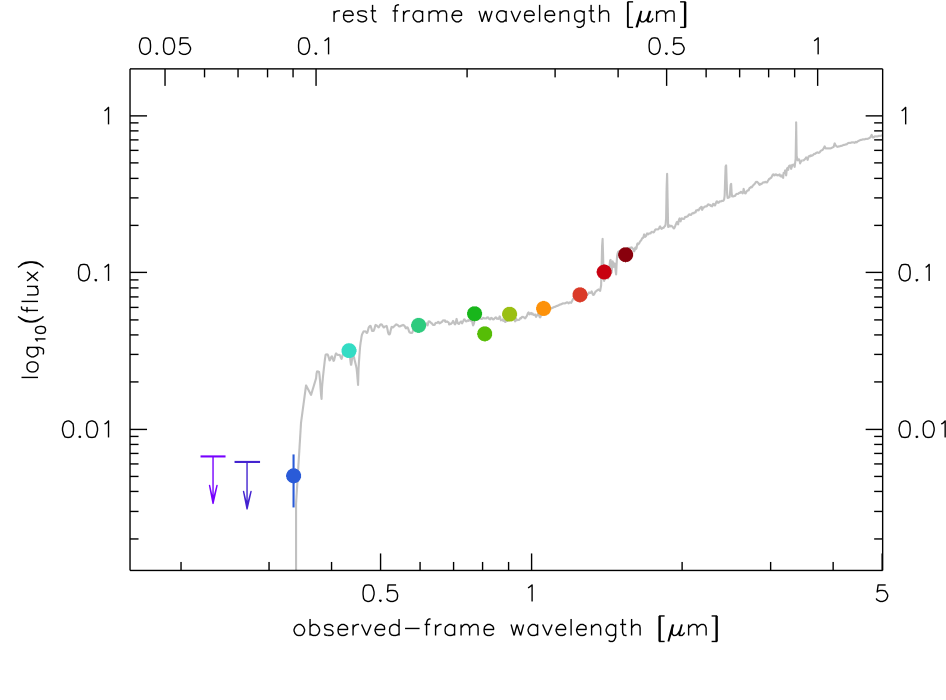 rest frame wavelength [μm]
0.05 0.1 0.5 1
1 1
0.1 0.1
0.01 0.01
log₁₀(flux)
0.5 1 5
observed−frame wavelength [μm]